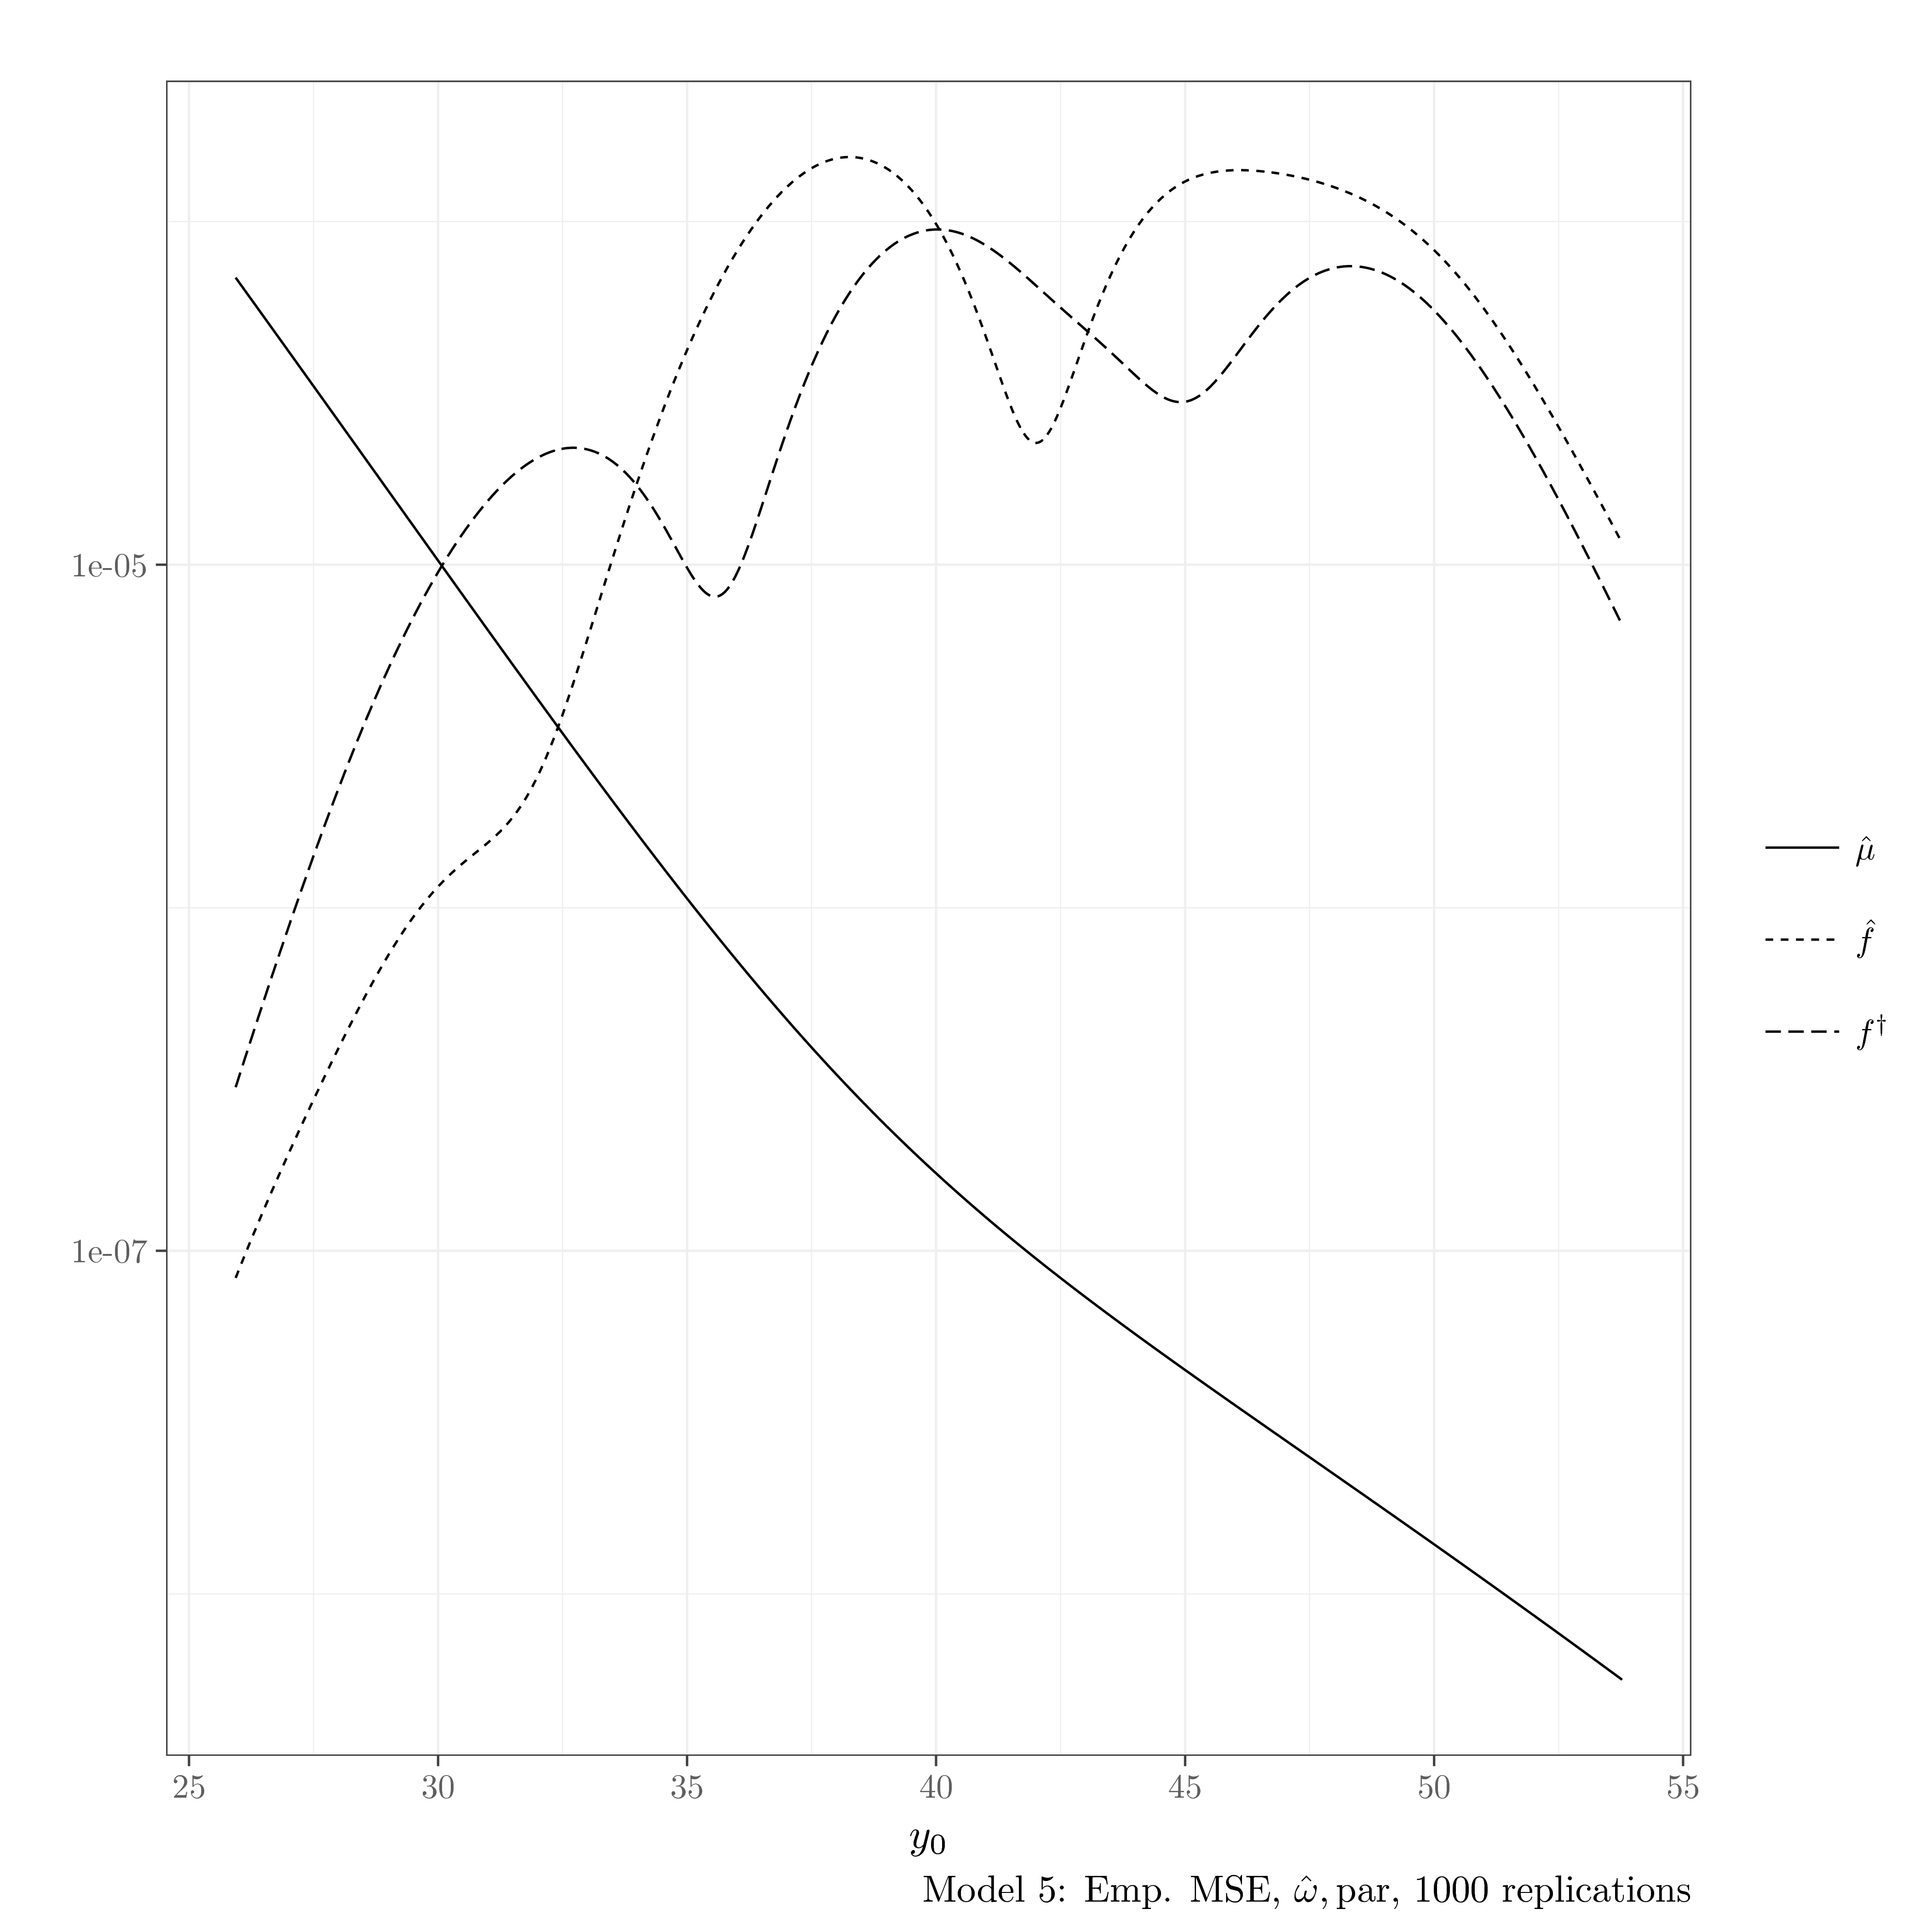 1e-05
1e-07
25 30 35 40 45 50 55
y₀
μ̂
f̂
f†
Model 5: Emp. MSE, ω̂, par, 1000 replications